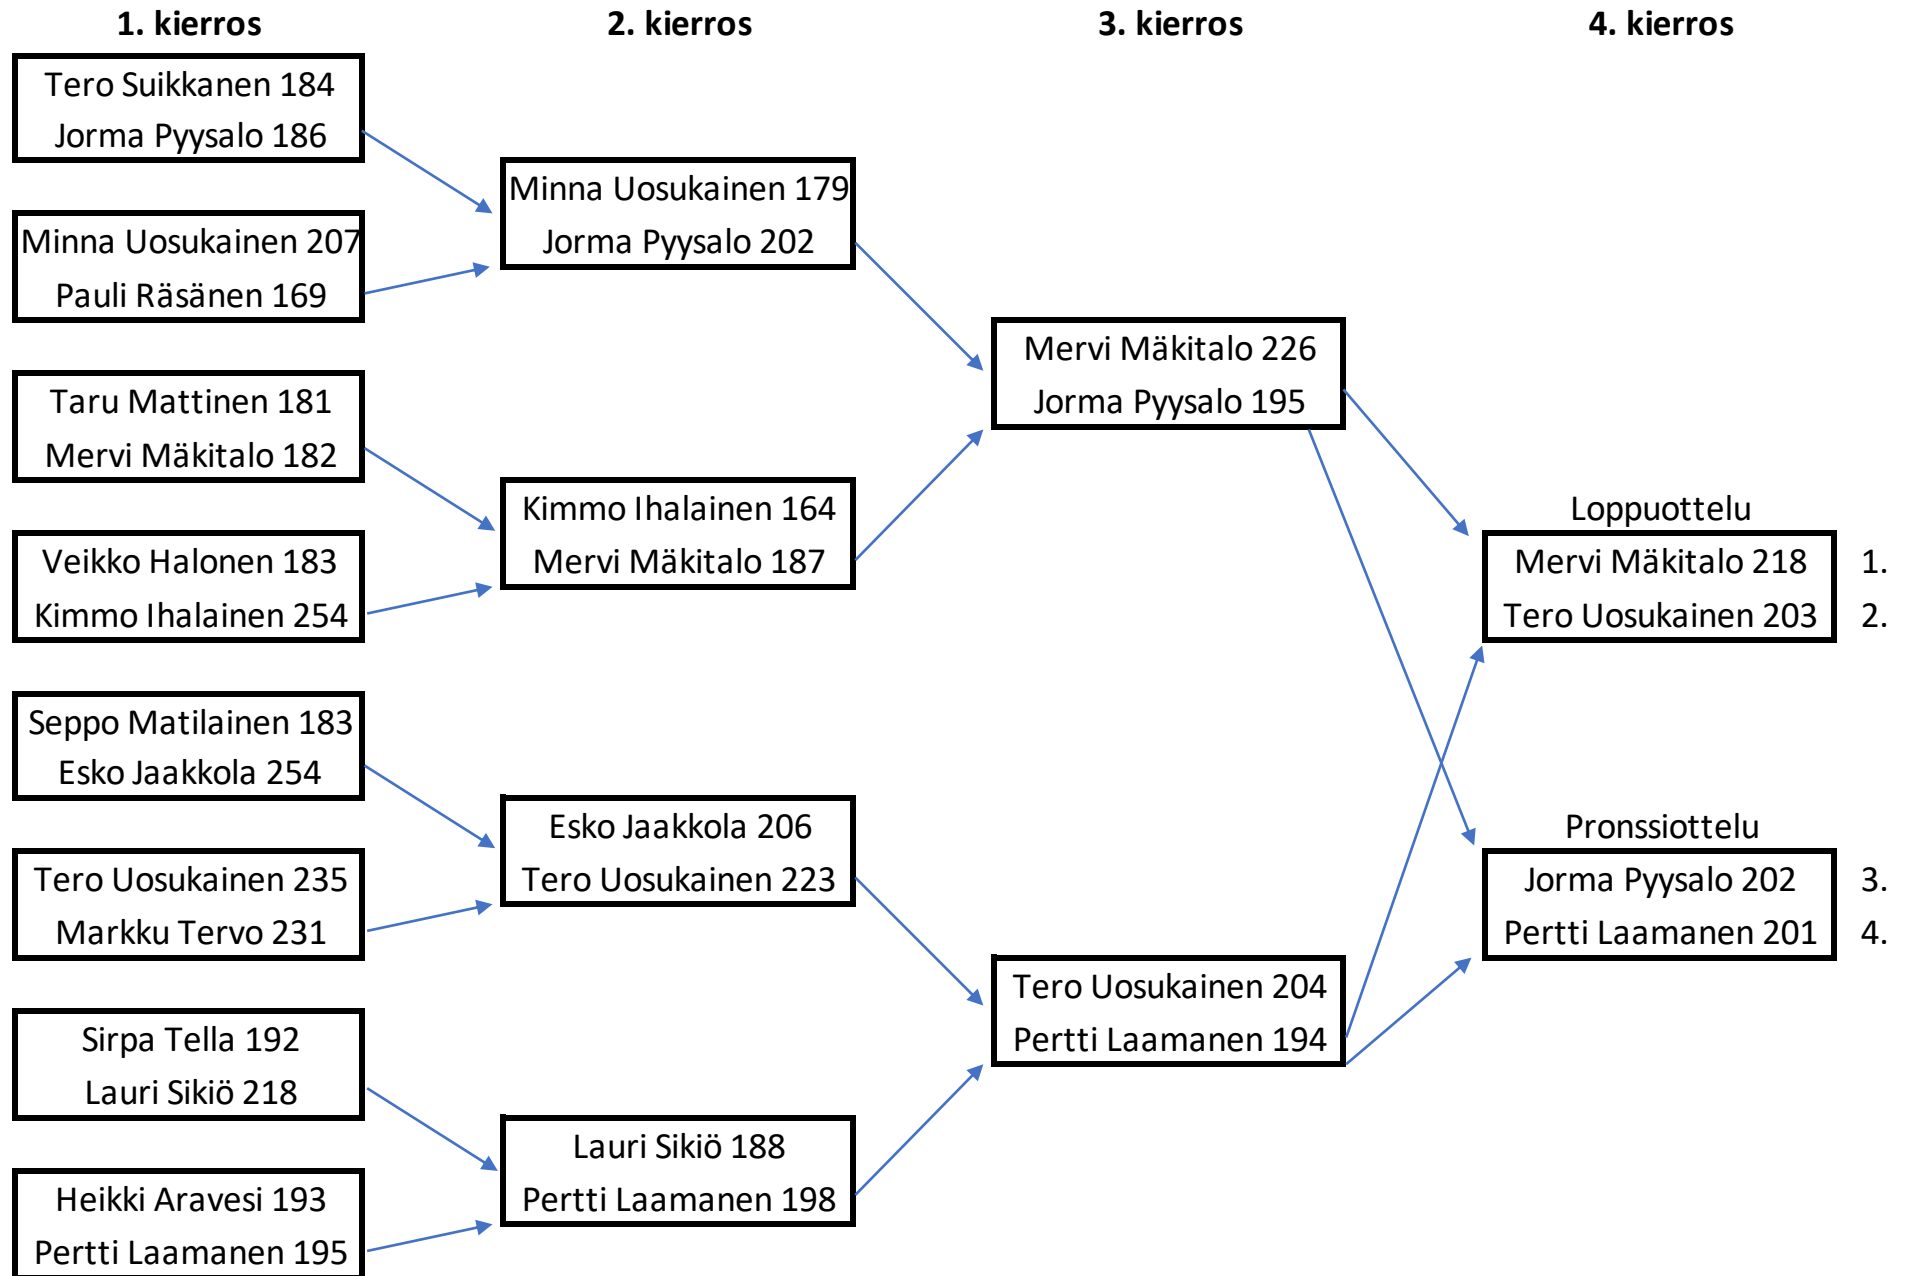 1. kierros
2. kierros
3. kierros
4. kierros
Tero Suikkanen 184
Jorma Pyysalo 186
Minna Uosukainen 207
Pauli Räsänen 169
Taru Mattinen 181
Mervi Mäkitalo 182
Veikko Halonen 183
Kimmo Ihalainen 254
Seppo Matilainen 183
Esko Jaakkola 254
Tero Uosukainen 235
Markku Tervo 231
Sirpa Tella 192
Lauri Sikiö 218
Heikki Aravesi 193
Pertti Laamanen 195
Minna Uosukainen 179
Jorma Pyysalo 202
Kimmo Ihalainen 164
Mervi Mäkitalo 187
Esko Jaakkola 206
Tero Uosukainen 223
Lauri Sikiö 188
Pertti Laamanen 198
Mervi Mäkitalo 226
Jorma Pyysalo 195
Tero Uosukainen 204
Pertti Laamanen 194
Loppuottelu
Mervi Mäkitalo 218 1.
Tero Uosukainen 203 2.
Pronssiottelu
Jorma Pyysalo 202 3.
Pertti Laamanen 201 4.